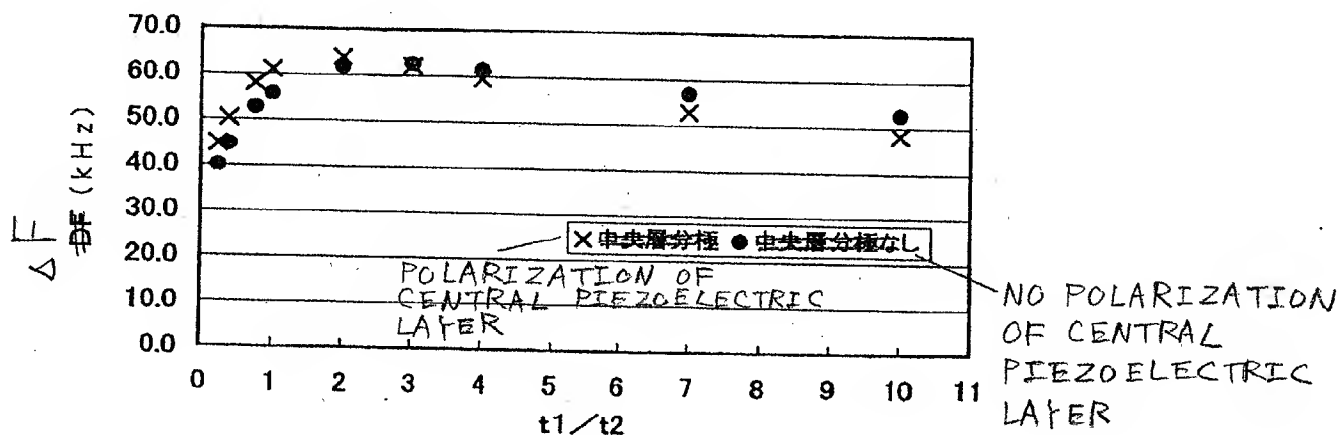 70.0
60.0
50.0
40.0
30.0
20.0
10.0
0.0
ΔF
DF (kHz)
× 中央層分極 ● 中央層分極なし
POLARIZATION OF
CENTRAL PIEZOELECTRIC
LAYER
NO POLARIZATION
OF CENTRAL
PIEZOELECTRIC
LAYER
0 1 2 3 4 5 6 7 8 9 10 11
t1/t2